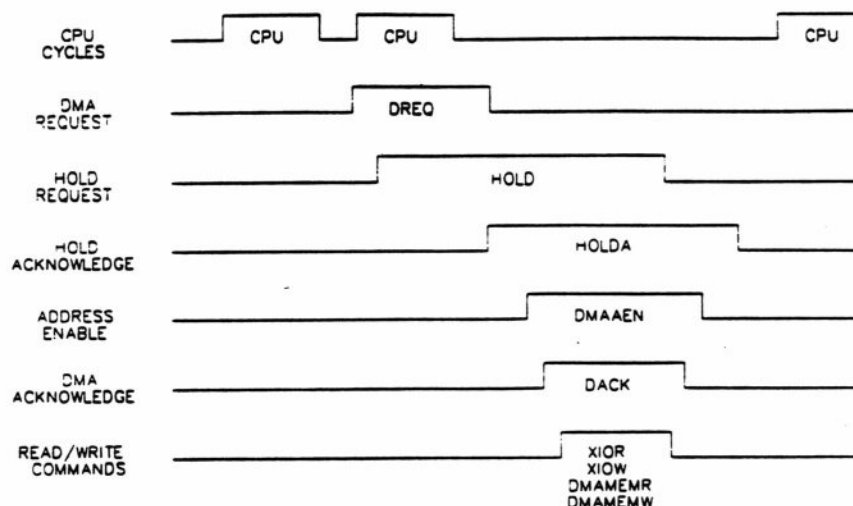 CPU CYCLES
CPU
CPU
CPU
DMA REQUEST
DREQ
HOLD REQUEST
HOLD
HOLD ACKNOWLEDGE
HOLDA
ADDRESS ENABLE
DMAAEN
DMA ACKNOWLEDGE
DACK
READ/WRITE COMMANDS
XIOR
XIOW
DMAMEMR
DMAMEMW